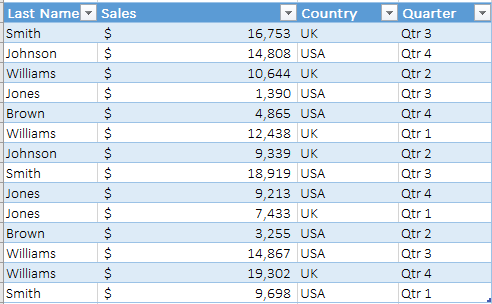 Last Name Sales Country Quarter
Smith $ 16,753 UK Qtr 3
Johnson $ 14,808 USA Qtr 4
Williams $ 10,644 UK Qtr 2
Jones $ 1,390 USA Qtr 3
Brown $ 4,865 USA Qtr 4
Williams $ 12,438 UK Qtr 1
Johnson $ 9,339 UK Qtr 2
Smith $ 18,919 USA Qtr 3
Jones $ 9,213 USA Qtr 4
Jones $ 7,433 UK Qtr 1
Brown $ 3,255 USA Qtr 2
Williams $ 14,867 USA Qtr 3
Williams $ 19,302 UK Qtr 4
Smith $ 9,698 USA Qtr 1